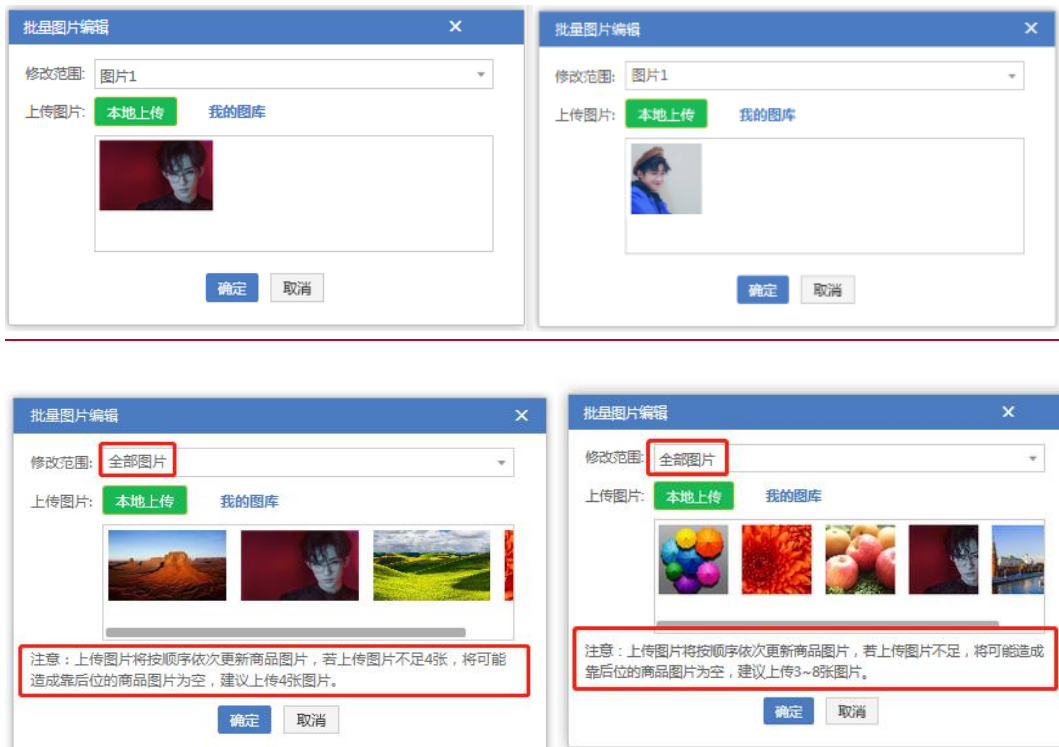 批量图片编辑
修改范围: 图片1
上传图片: 本地上传 我的图库
确定 取消
批量图片编辑
修改范围: 图片1
上传图片: 本地上传 我的图库
确定 取消
批量图片编辑
修改范围: 全部图片
上传图片: 本地上传 我的图库
注意：上传图片将按顺序依次更新商品图片，若上传图片不足4张，将可能
造成靠后位的商品图片为空，建议上传4张图片。
确定 取消
批量图片编辑
修改范围: 全部图片
上传图片: 本地上传 我的图库
注意：上传图片将按顺序依次更新商品图片，若上传图片不足，将可能造成
靠后位的商品图片为空，建议上传3~8张图片。
确定 取消